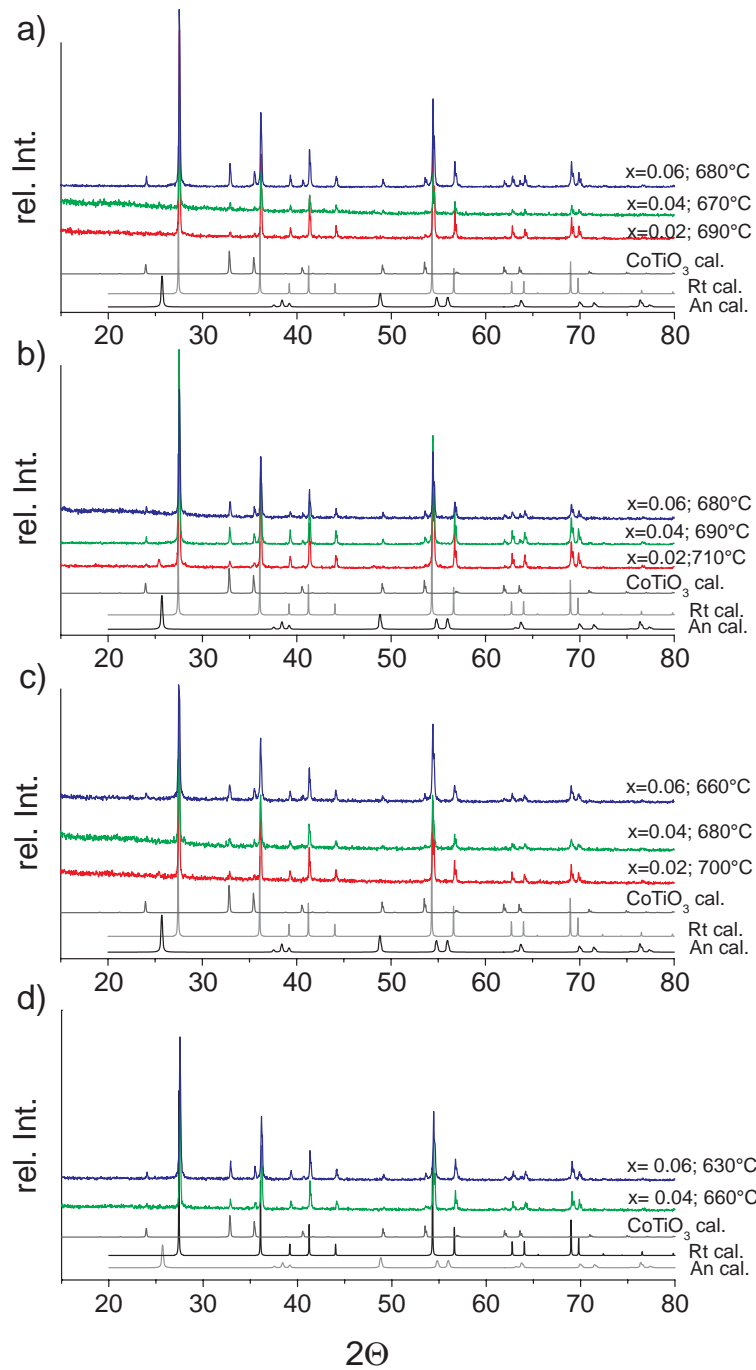 a)
rel. Int.
x=0.06; 680°C
x=0.04; 670°C
x=0.02; 690°C
CoTiO3 cal.
Rt cal.
An cal.
20 30 40 50 60 70 80
b)
rel. Int.
x=0.06; 680°C
x=0.04; 690°C
x=0.02;710°C
CoTiO3 cal.
Rt cal.
An cal.
20 30 40 50 60 70 80
c)
rel. Int.
x=0.06; 660°C
x=0.04; 680°C
x=0.02; 700°C
CoTiO3 cal.
Rt cal.
An cal.
20 30 40 50 60 70 80
d)
rel. Int.
x= 0.06; 630°C
x= 0.04; 660°C
CoTiO3 cal.
Rt cal.
An cal.
20 30 40 50 60 70 80
2Θ